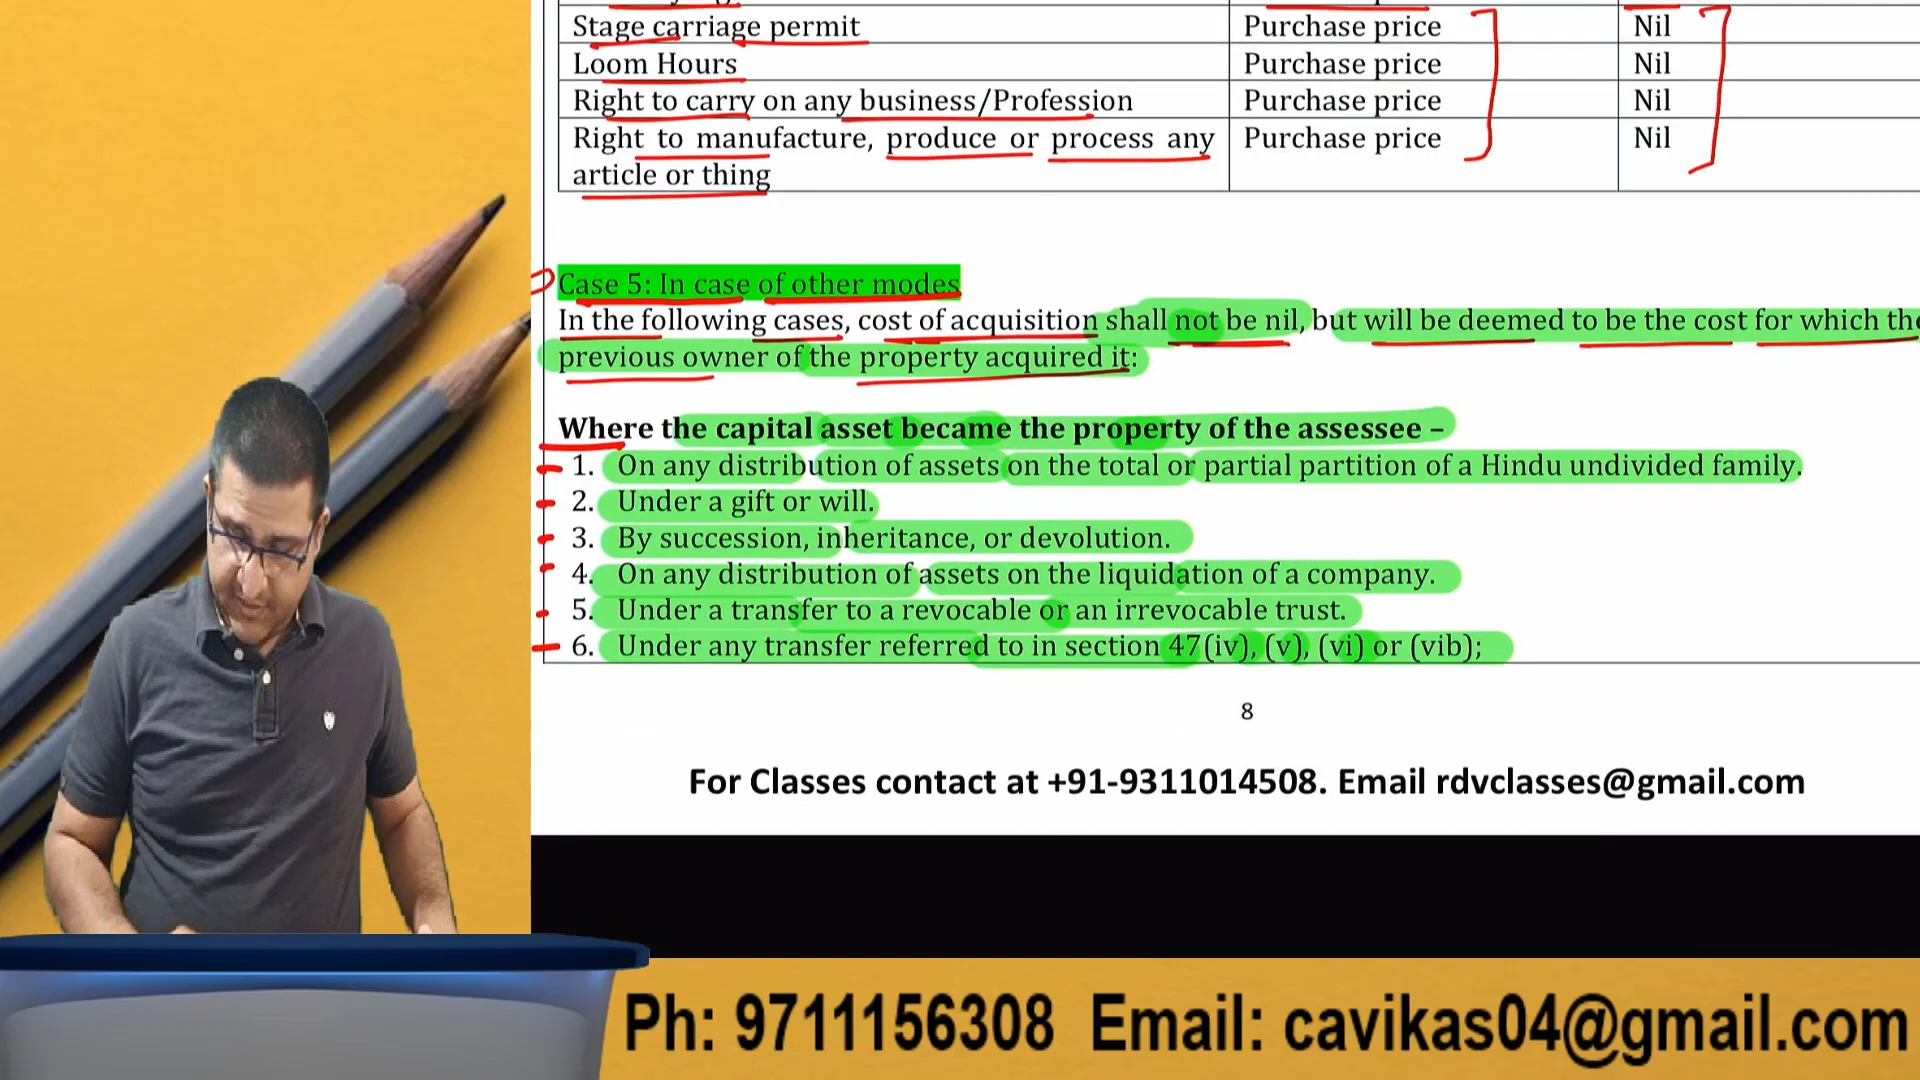 Stage carriage permit Purchase price Nil
Loom Hours Purchase price Nil
Right to carry on any business/Profession Purchase price Nil
Right to manufacture, produce or process any Purchase price Nil
article or thing
Case 5: In case of other modes
In the following cases, cost of acquisition shall not be nil, but will be deemed to be the cost for which the
previous owner of the property acquired it:
Where the capital asset became the property of the assessee –
1. On any distribution of assets on the total or partial partition of a Hindu undivided family.
2. Under a gift or will.
3. By succession, inheritance, or devolution.
4. On any distribution of assets on the liquidation of a company.
5. Under a transfer to a revocable or an irrevocable trust.
6. Under any transfer referred to in section 47(iv), (v), (vi) or (vib);
8
For Classes contact at +91-9311014508. Email rdvclasses@gmail.com
Ph: 9711156308 Email: cavikas04@gmail.com